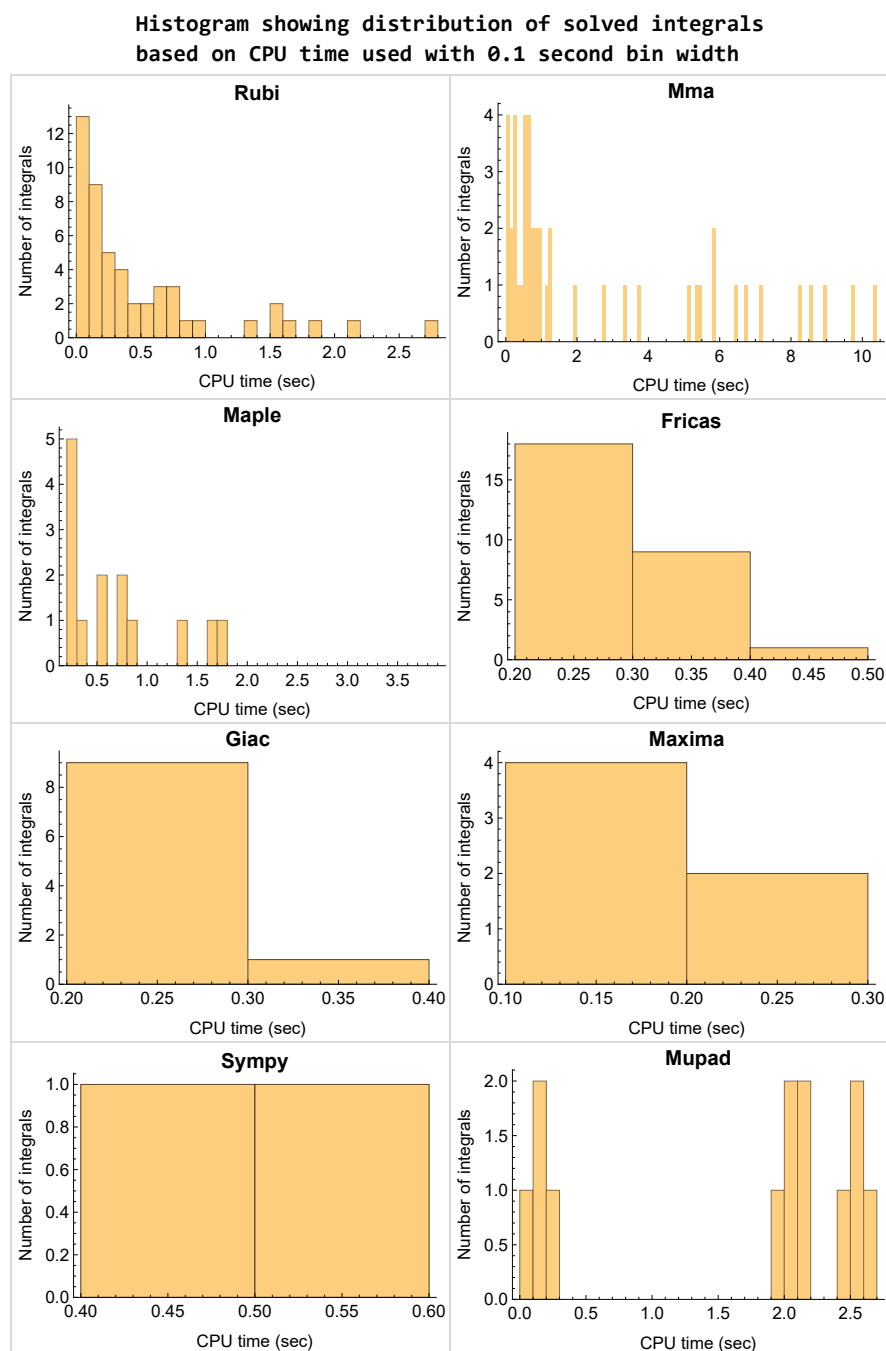 Histogram showing distribution of solved integrals
based on CPU time used with 0.1 second bin width
Rubi
Number of integrals
12
10
8
6
4
2
0
0.0 0.5 1.0 1.5 2.0 2.5
CPU time (sec)
Mma
Number of integrals
4
3
2
1
0
0 2 4 6 8 10
CPU time (sec)
Maple
Number of integrals
5
4
3
2
1
0
0.5 1.0 1.5 2.0 2.5 3.0 3.5
CPU time (sec)
Fricas
Number of integrals
15
10
5
0
0.20 0.25 0.30 0.35 0.40 0.45 0.50
CPU time (sec)
Giac
Number of integrals
8
6
4
2
0
0.20 0.25 0.30 0.35 0.40
CPU time (sec)
Maxima
Number of integrals
4
3
2
1
0
0.10 0.15 0.20 0.25 0.30
CPU time (sec)
Sympy
Number of integrals
1.0
0.8
0.6
0.4
0.2
0.0
0.40 0.45 0.50 0.55 0.60
CPU time (sec)
Mupad
Number of integrals
2.0
1.5
1.0
0.5
0.0
0.0 0.5 1.0 1.5 2.0 2.5
CPU time (sec)